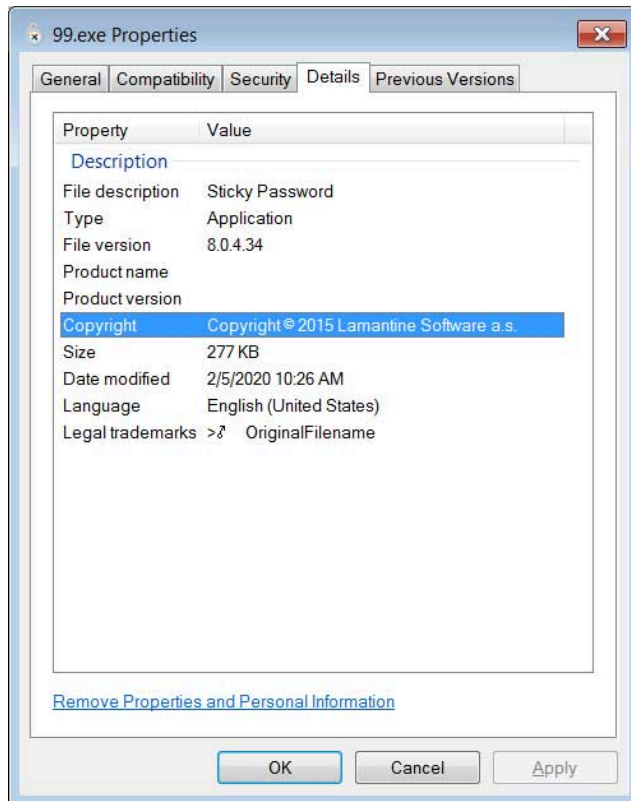 99.exe Properties
General Compatibility Security Details Previous Versions
Property Value
Description
File description Sticky Password
Type Application
File version 8.0.4.34
Product name
Product version
Copyright Copyright © 2015 Lamantine Software a.s.
Size 277 KB
Date modified 2/5/2020 10:26 AM
Language English (United States)
Legal trademarks > OriginalFilename
Remove Properties and Personal Information
OK Cancel Apply